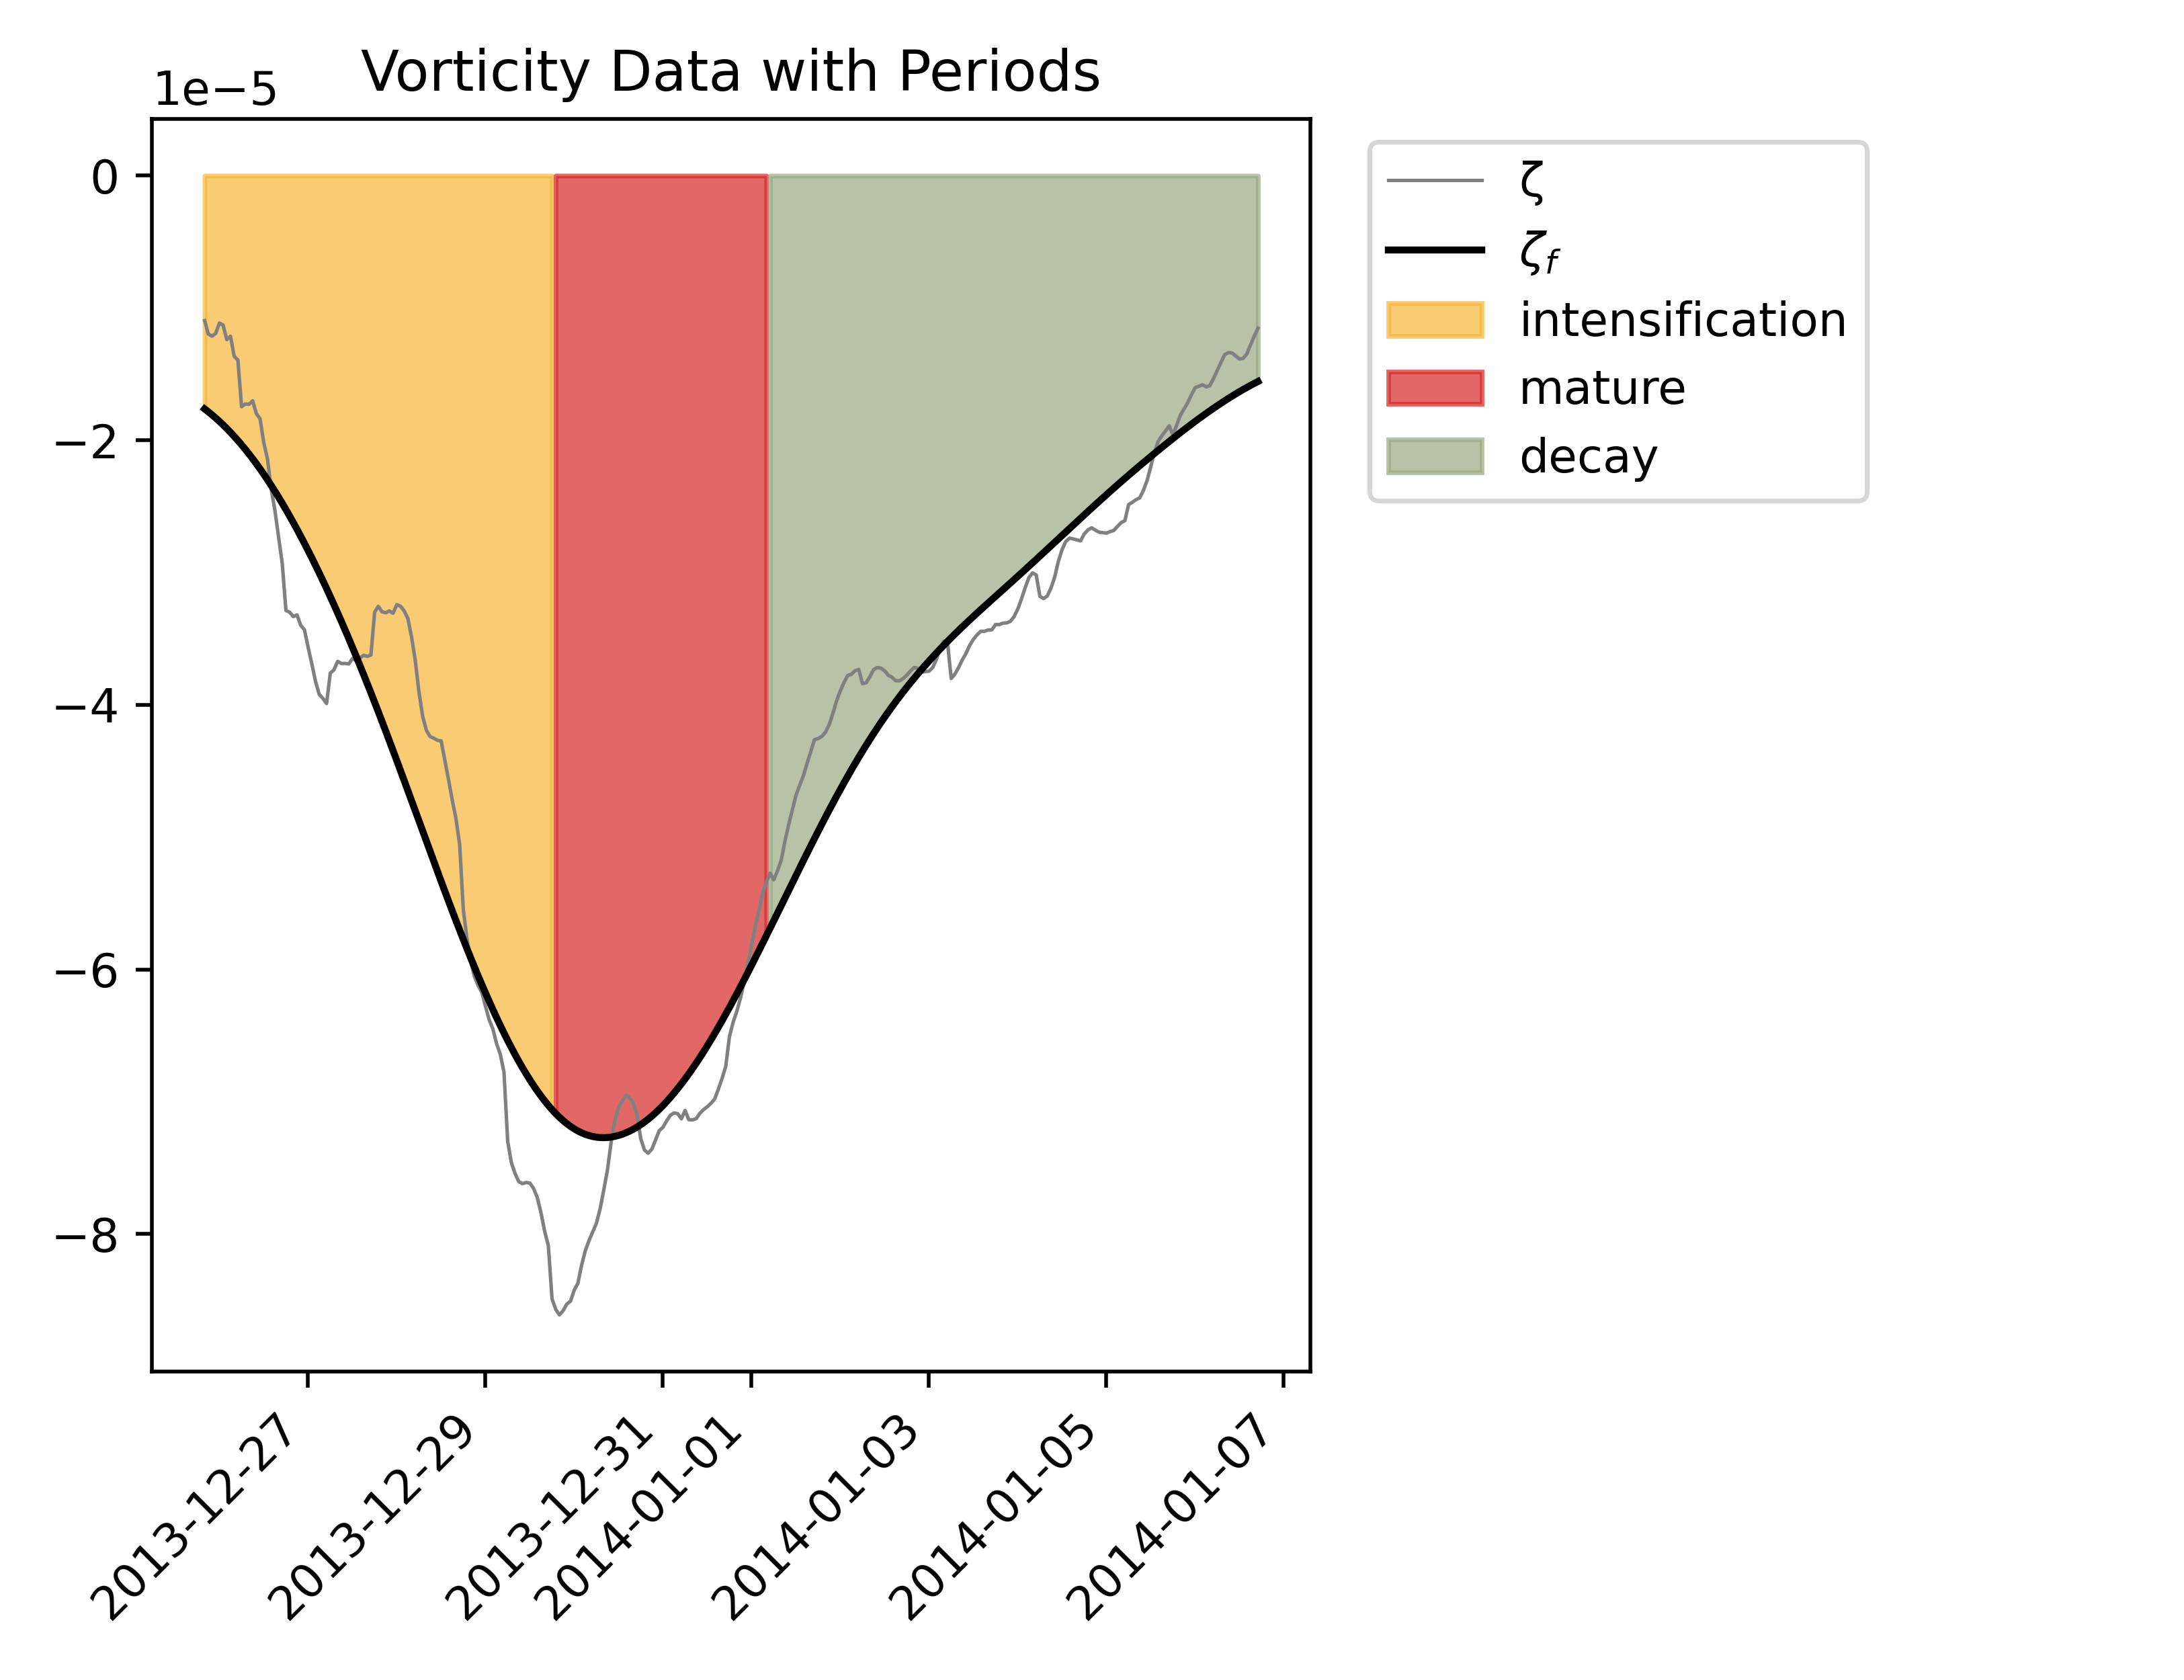 Vorticity Data with Periods
1e−5
0
−2
−4
−6
−8
2013-12-27
2013-12-29
2013-12-31
2014-01-01
2014-01-03
2014-01-05
2014-01-07
ζ
ζf
intensification
mature
decay